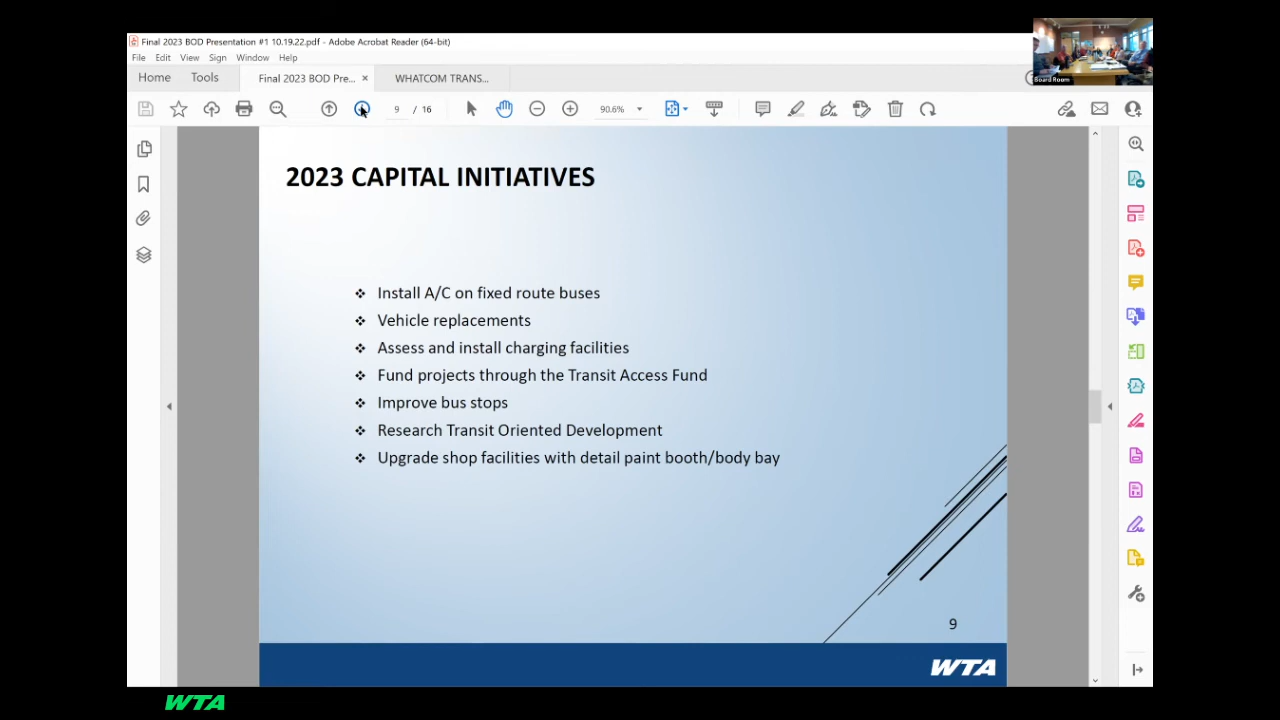 Final 2023 BOD Presentation #1 10.19.22.pdf - Adobe Acrobat Reader (64-bit)
File Edit View Sign Window Help
Home Tools Final 2023 BOD Pre... × WHATCOM TRANS...
9 / 16 90.6%
Board Room
2023 CAPITAL INITIATIVES
❖ Install A/C on fixed route buses
❖ Vehicle replacements
❖ Assess and install charging facilities
❖ Fund projects through the Transit Access Fund
❖ Improve bus stops
❖ Research Transit Oriented Development
❖ Upgrade shop facilities with detail paint booth/body bay
9
WTA
WTA